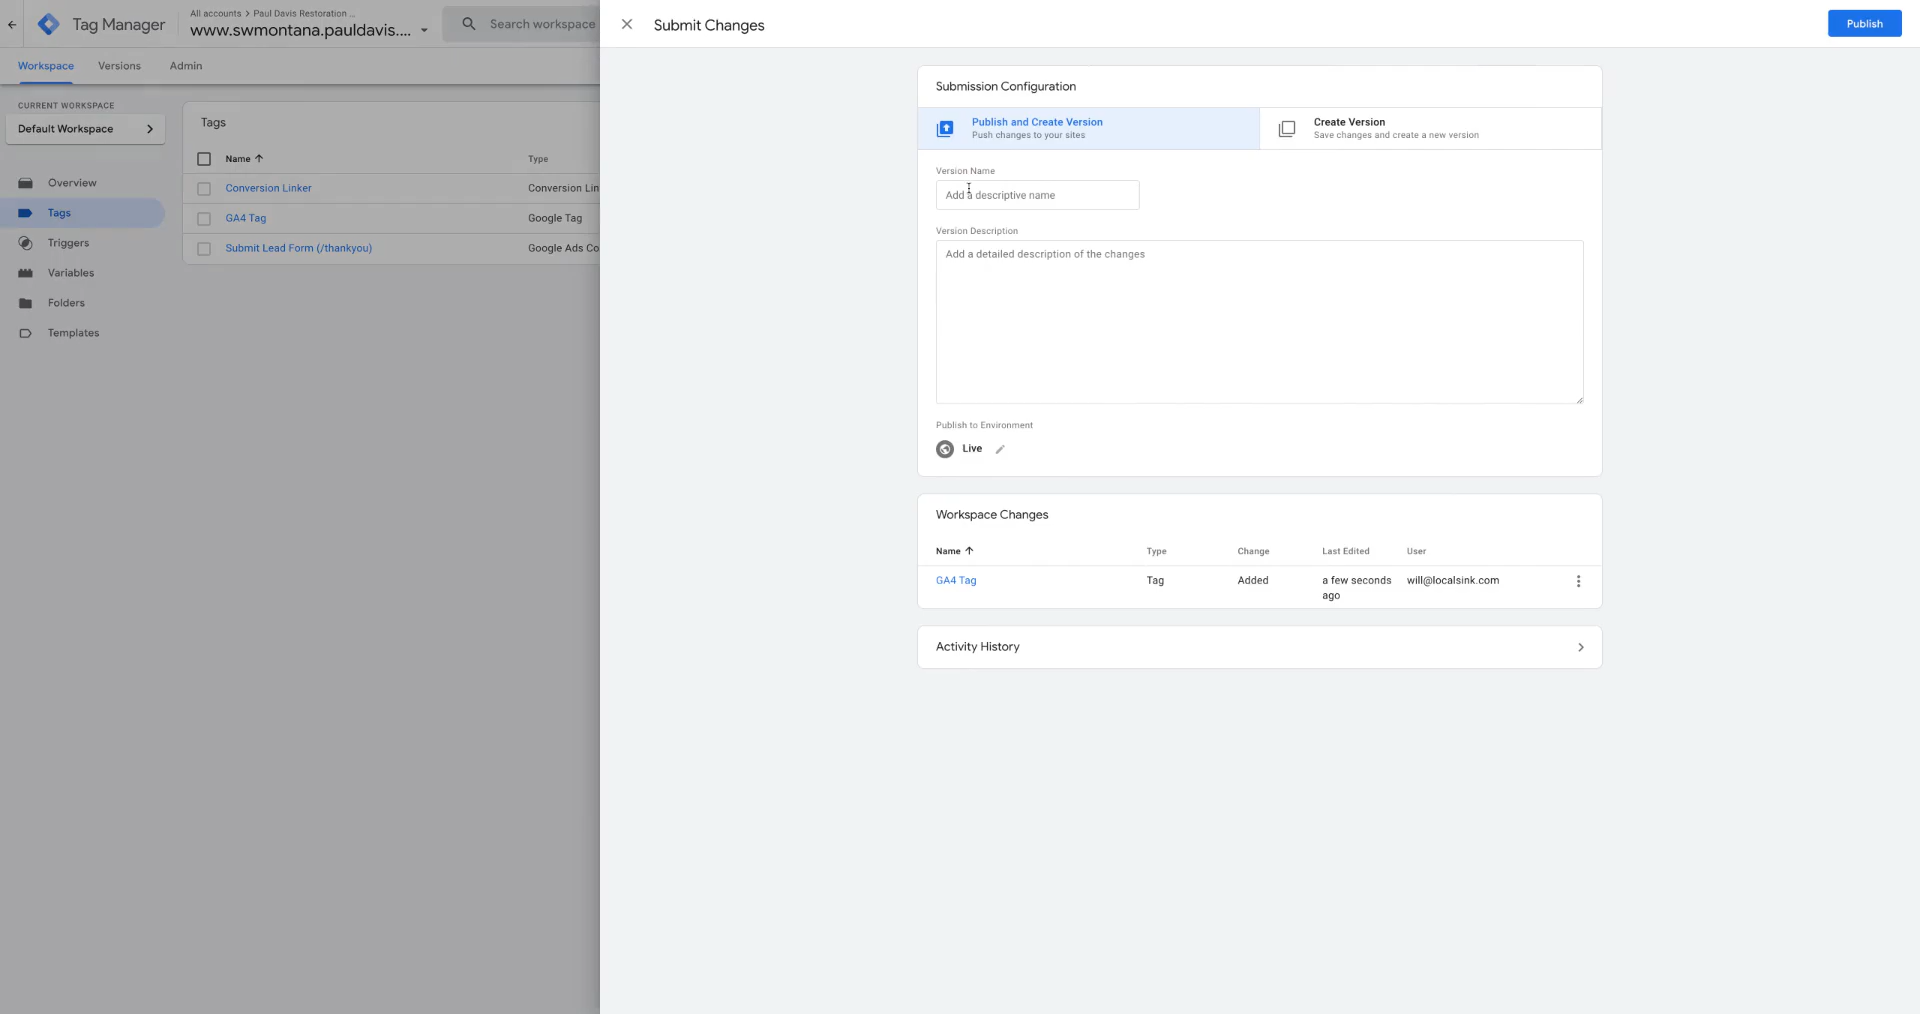 Tag Manager
All accounts > Paul Davis Restoration ...
www.swmontana.pauldavis....
Search workspace
Submit Changes
Publish
Workspace
Versions
Admin
CURRENT WORKSPACE
Default Workspace
Overview
Tags
Triggers
Variables
Folders
Templates
Tags
Name
Type
Conversion Linker
Conversion Lin
GA4 Tag
Google Tag
Submit Lead Form (/thankyou)
Google Ads Co
Submission Configuration
Publish and Create Version
Push changes to your sites
Create Version
Save changes and create a new version
Version Name
Add a descriptive name
Version Description
Add a detailed description of the changes
Publish to Environment
Live
Workspace Changes
Name
Type
Change
Last Edited
User
GA4 Tag
Tag
Added
a few seconds
ago
will@localsink.com
Activity History